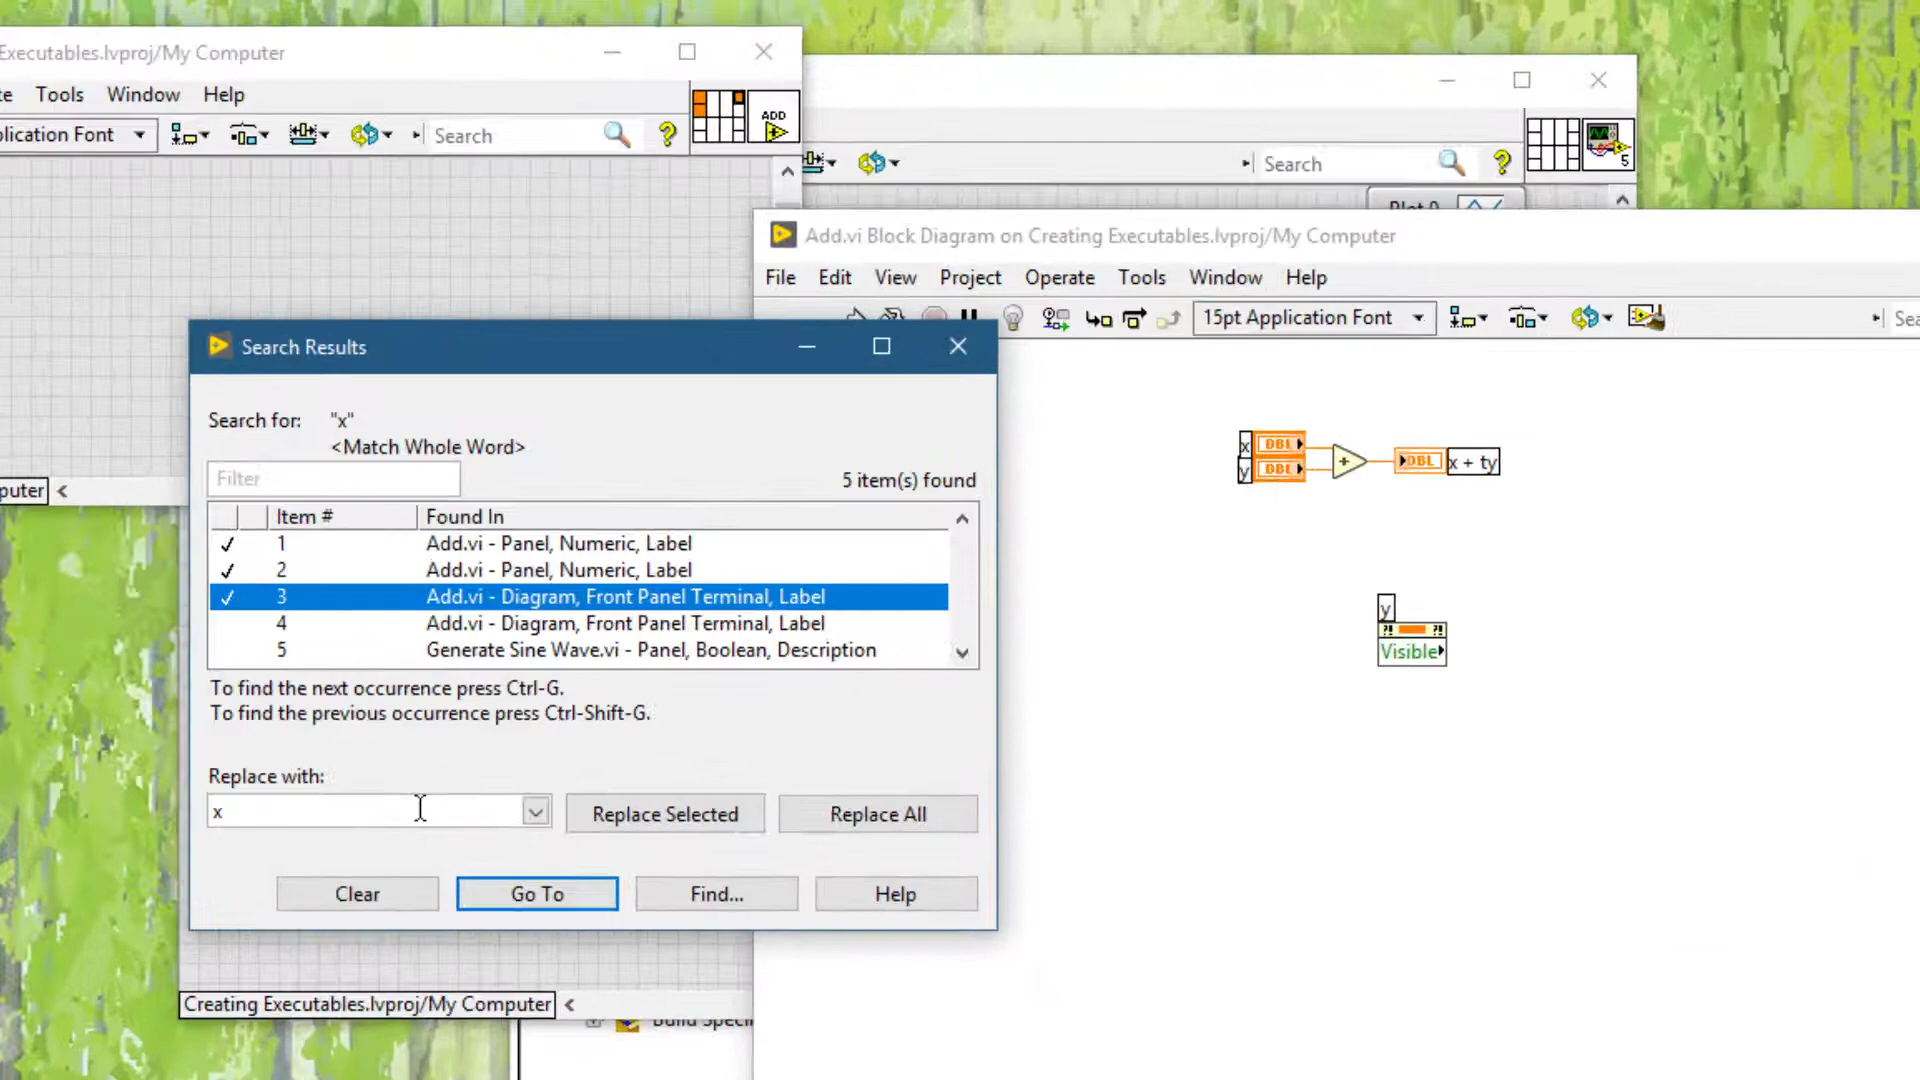 Executables.lvproj/My Computer
Tools Window Help
lication Font
Search
ADD
Search
5
Plot 0
Add.vi Block Diagram on Creating Executables.lvproj/My Computer
File Edit View Project Operate Tools Window Help
15pt Application Font
Search Results
Search for: "x"
<Match Whole Word>
Filter
5 item(s) found
Item # Found In
1 Add.vi - Panel, Numeric, Label
2 Add.vi - Panel, Numeric, Label
3 Add.vi - Diagram, Front Panel Terminal, Label
4 Add.vi - Diagram, Front Panel Terminal, Label
5 Generate Sine Wave.vi - Panel, Boolean, Description
To find the next occurrence press Ctrl-G.
To find the previous occurrence press Ctrl-Shift-G.
Replace with:
x
Replace Selected
Replace All
Clear
Go To
Find...
Help
x DBL
y DBL
DBL x + ty
y
Visible
puter
Creating Executables.lvproj/My Computer